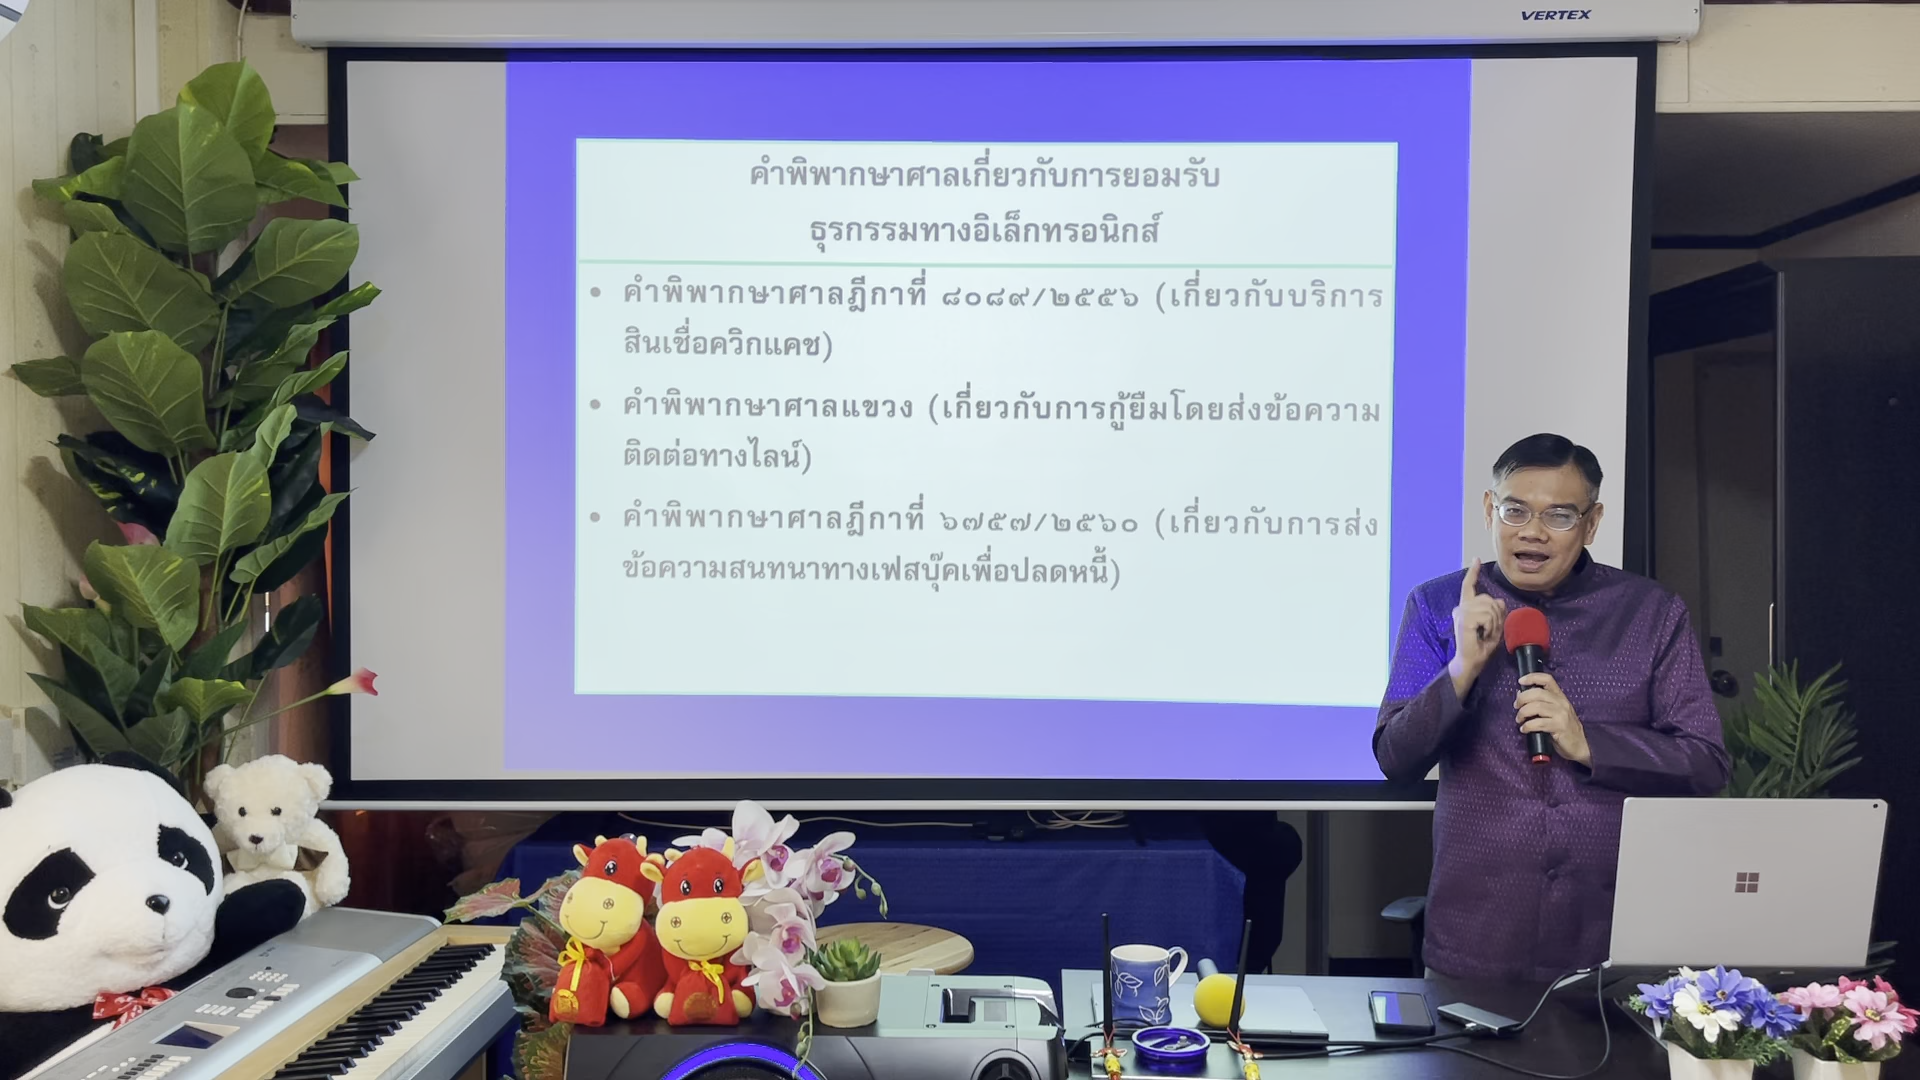 VERTEX
คำพิพากษาศาลเกี่ยวกับการยอมรับ
ธุรกรรมทางอิเล็กทรอนิกส์
• คำพิพากษาศาลฎีกาที่ ๘๐๘๙/๒๕๕๖ (เกี่ยวกับบริการ
สินเชื่อควิกแคช)
• คำพิพากษาศาลแขวง (เกี่ยวกับการกู้ยืมโดยส่งข้อความ
ติดต่อทางไลน์)
• คำพิพากษาศาลฎีกาที่ ๖๗๕๗/๒๕๖๐ (เกี่ยวกับการส่ง
ข้อความสนทนาทางเฟสบุ๊คเพื่อปลดหนี้)